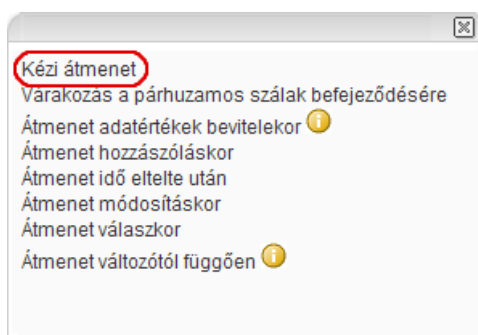 Kézi átmenet
Várakozás a párhuzamos szálak befejeződésére
Átmenet adatértékek bevitelekor
Átmenet hozzászóláskor
Átmenet idő eltelte után
Átmenet módosításkor
Átmenet válaszkor
Átmenet változótól függően